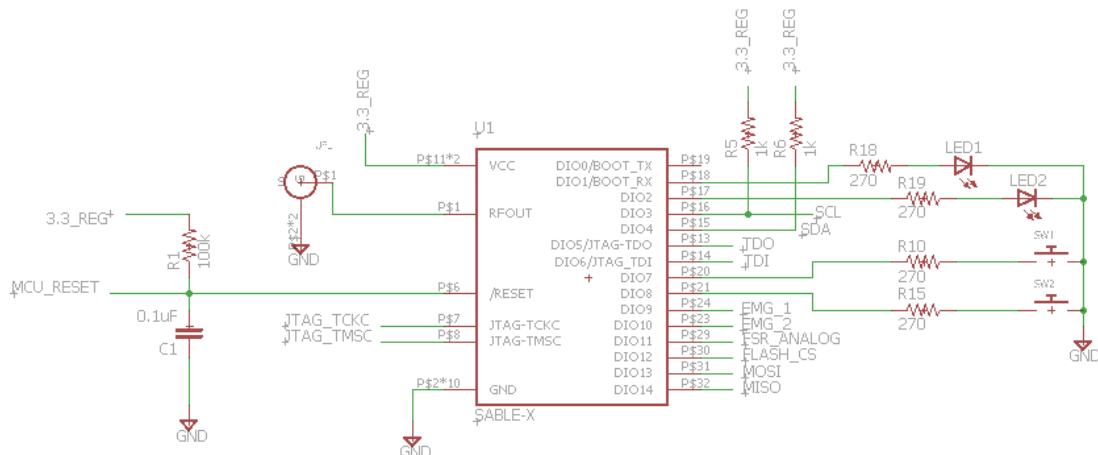 3.3_REG
3.3_REG
3.3_REG
U1
P$11*2
VCC
DIO0/BOOT_TX
P$19
R5
1k
R6
1k
R18
270
LED1
P$1
DIO1/BOOT_RX
P$18
R19
270
LED2
DIO2
P$17
3.3_REG
P$1
RFOUT
DIO3
P$16
SCL
DIO4
P$15
SDA
P$2*2
GND
R1
100k
DIO5/JTAG-TDO
P$13
TDO
SW1
DIO6/JTAG_TDI
P$14
TDI
R10
270
DIO7
P$20
MCU_RESET
P$6
/RESET
DIO8
P$21
R15
270
SW2
DIO9
P$24
EMG_1
0.1uF
C1
JTAG_TCKC
P$7
JTAG-TCKC
DIO10
P$23
EMG_2
JTAG_TMSC
P$8
JTAG-TMSC
DIO11
P$29
FSR_ANALOG
DIO12
P$30
FLASH_CS
GND
DIO13
P$31
MOSI
P$2*10
GND
DIO14
P$32
MISO
SABLE-X
GND
GND